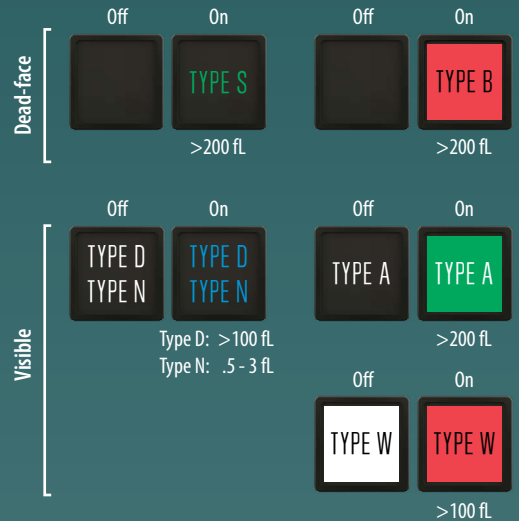 Off On Off On
Dead-face
TYPE S
TYPE B
>200 fL
>200 fL
Off On Off On
Visible
TYPE D
TYPE N
TYPE D
TYPE N
TYPE A
TYPE A
Type D: >100 fL
Type N: .5 - 3 fL
>200 fL
Off On
TYPE W
TYPE W
>100 fL